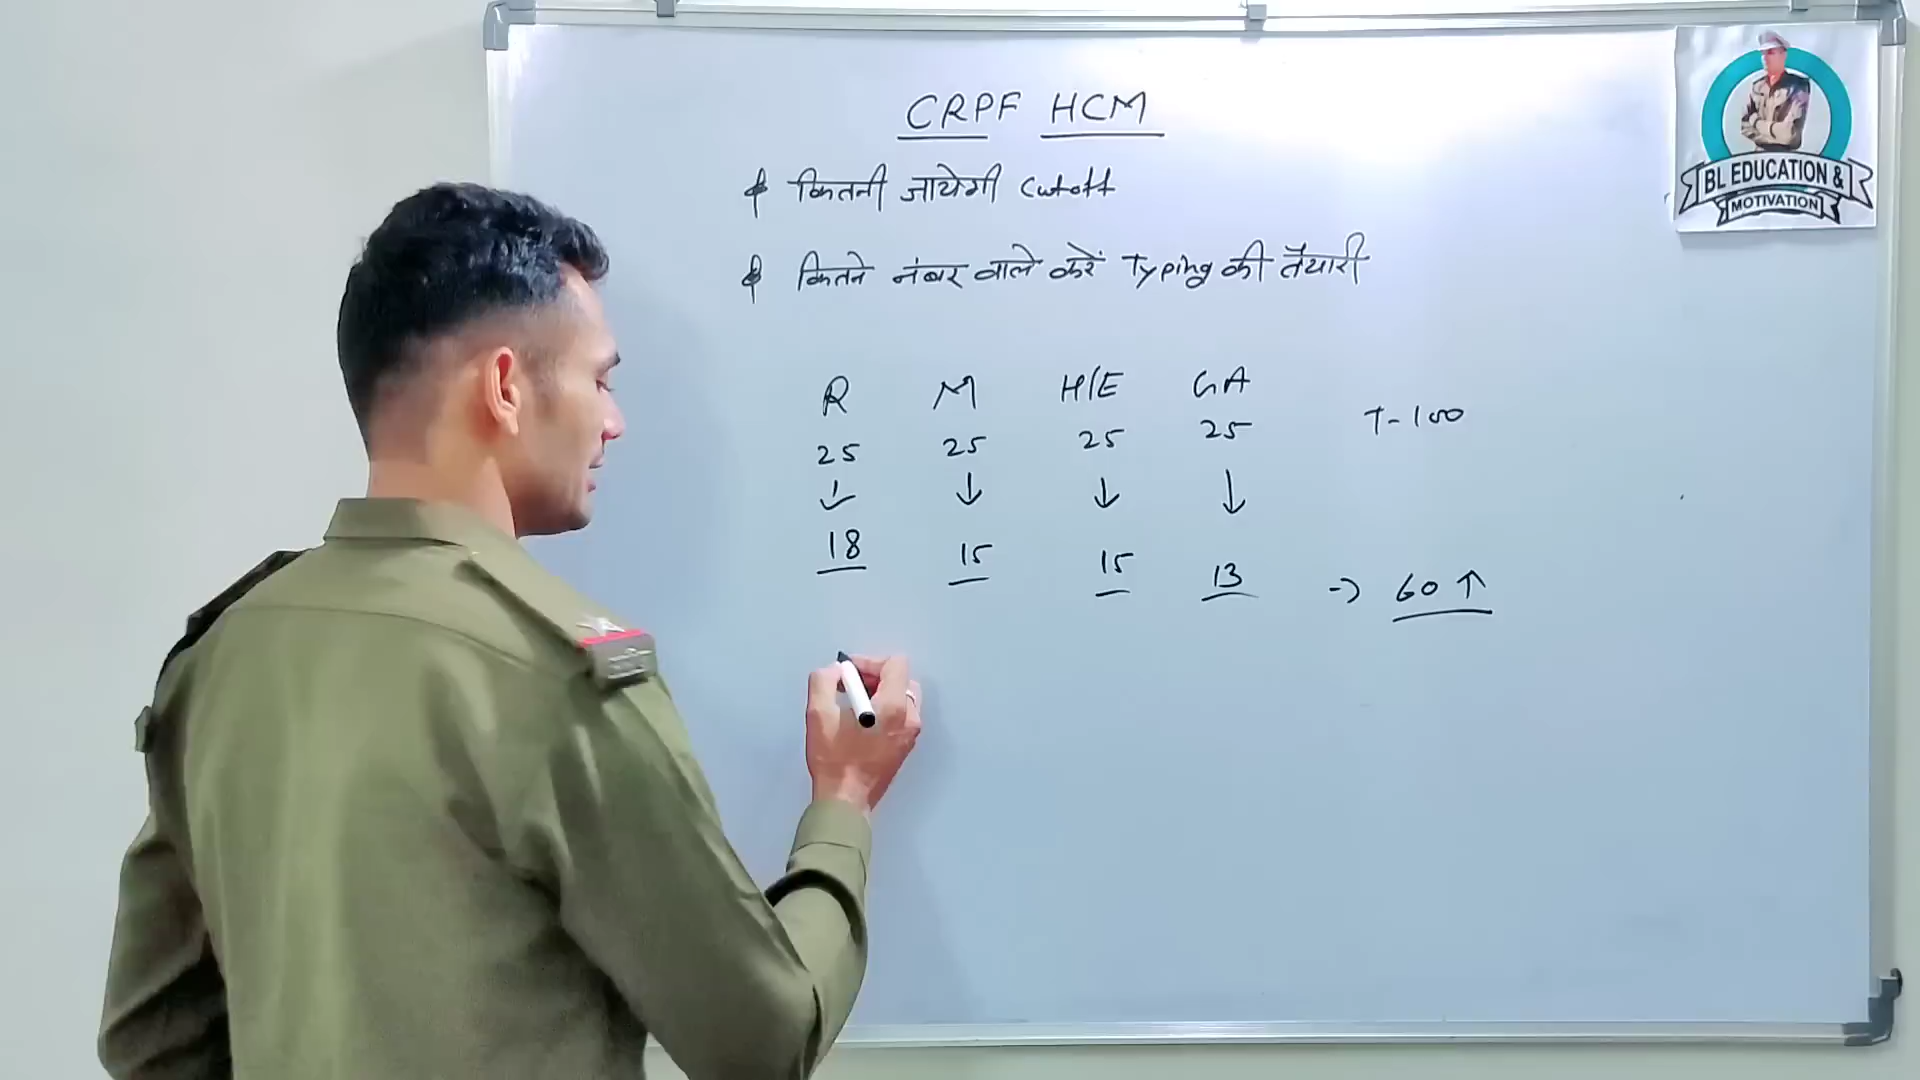 CRPF HCM
* कितनी जायेगी Cutoff
* कितने नंबर वाले करें Typing की तैयारी
R M H/E GA
25 25 25 25 T-100
↓ ↓ ↓ ↓
18 15 15 13 → 60 ↑
BL EDUCATION &
MOTIVATION